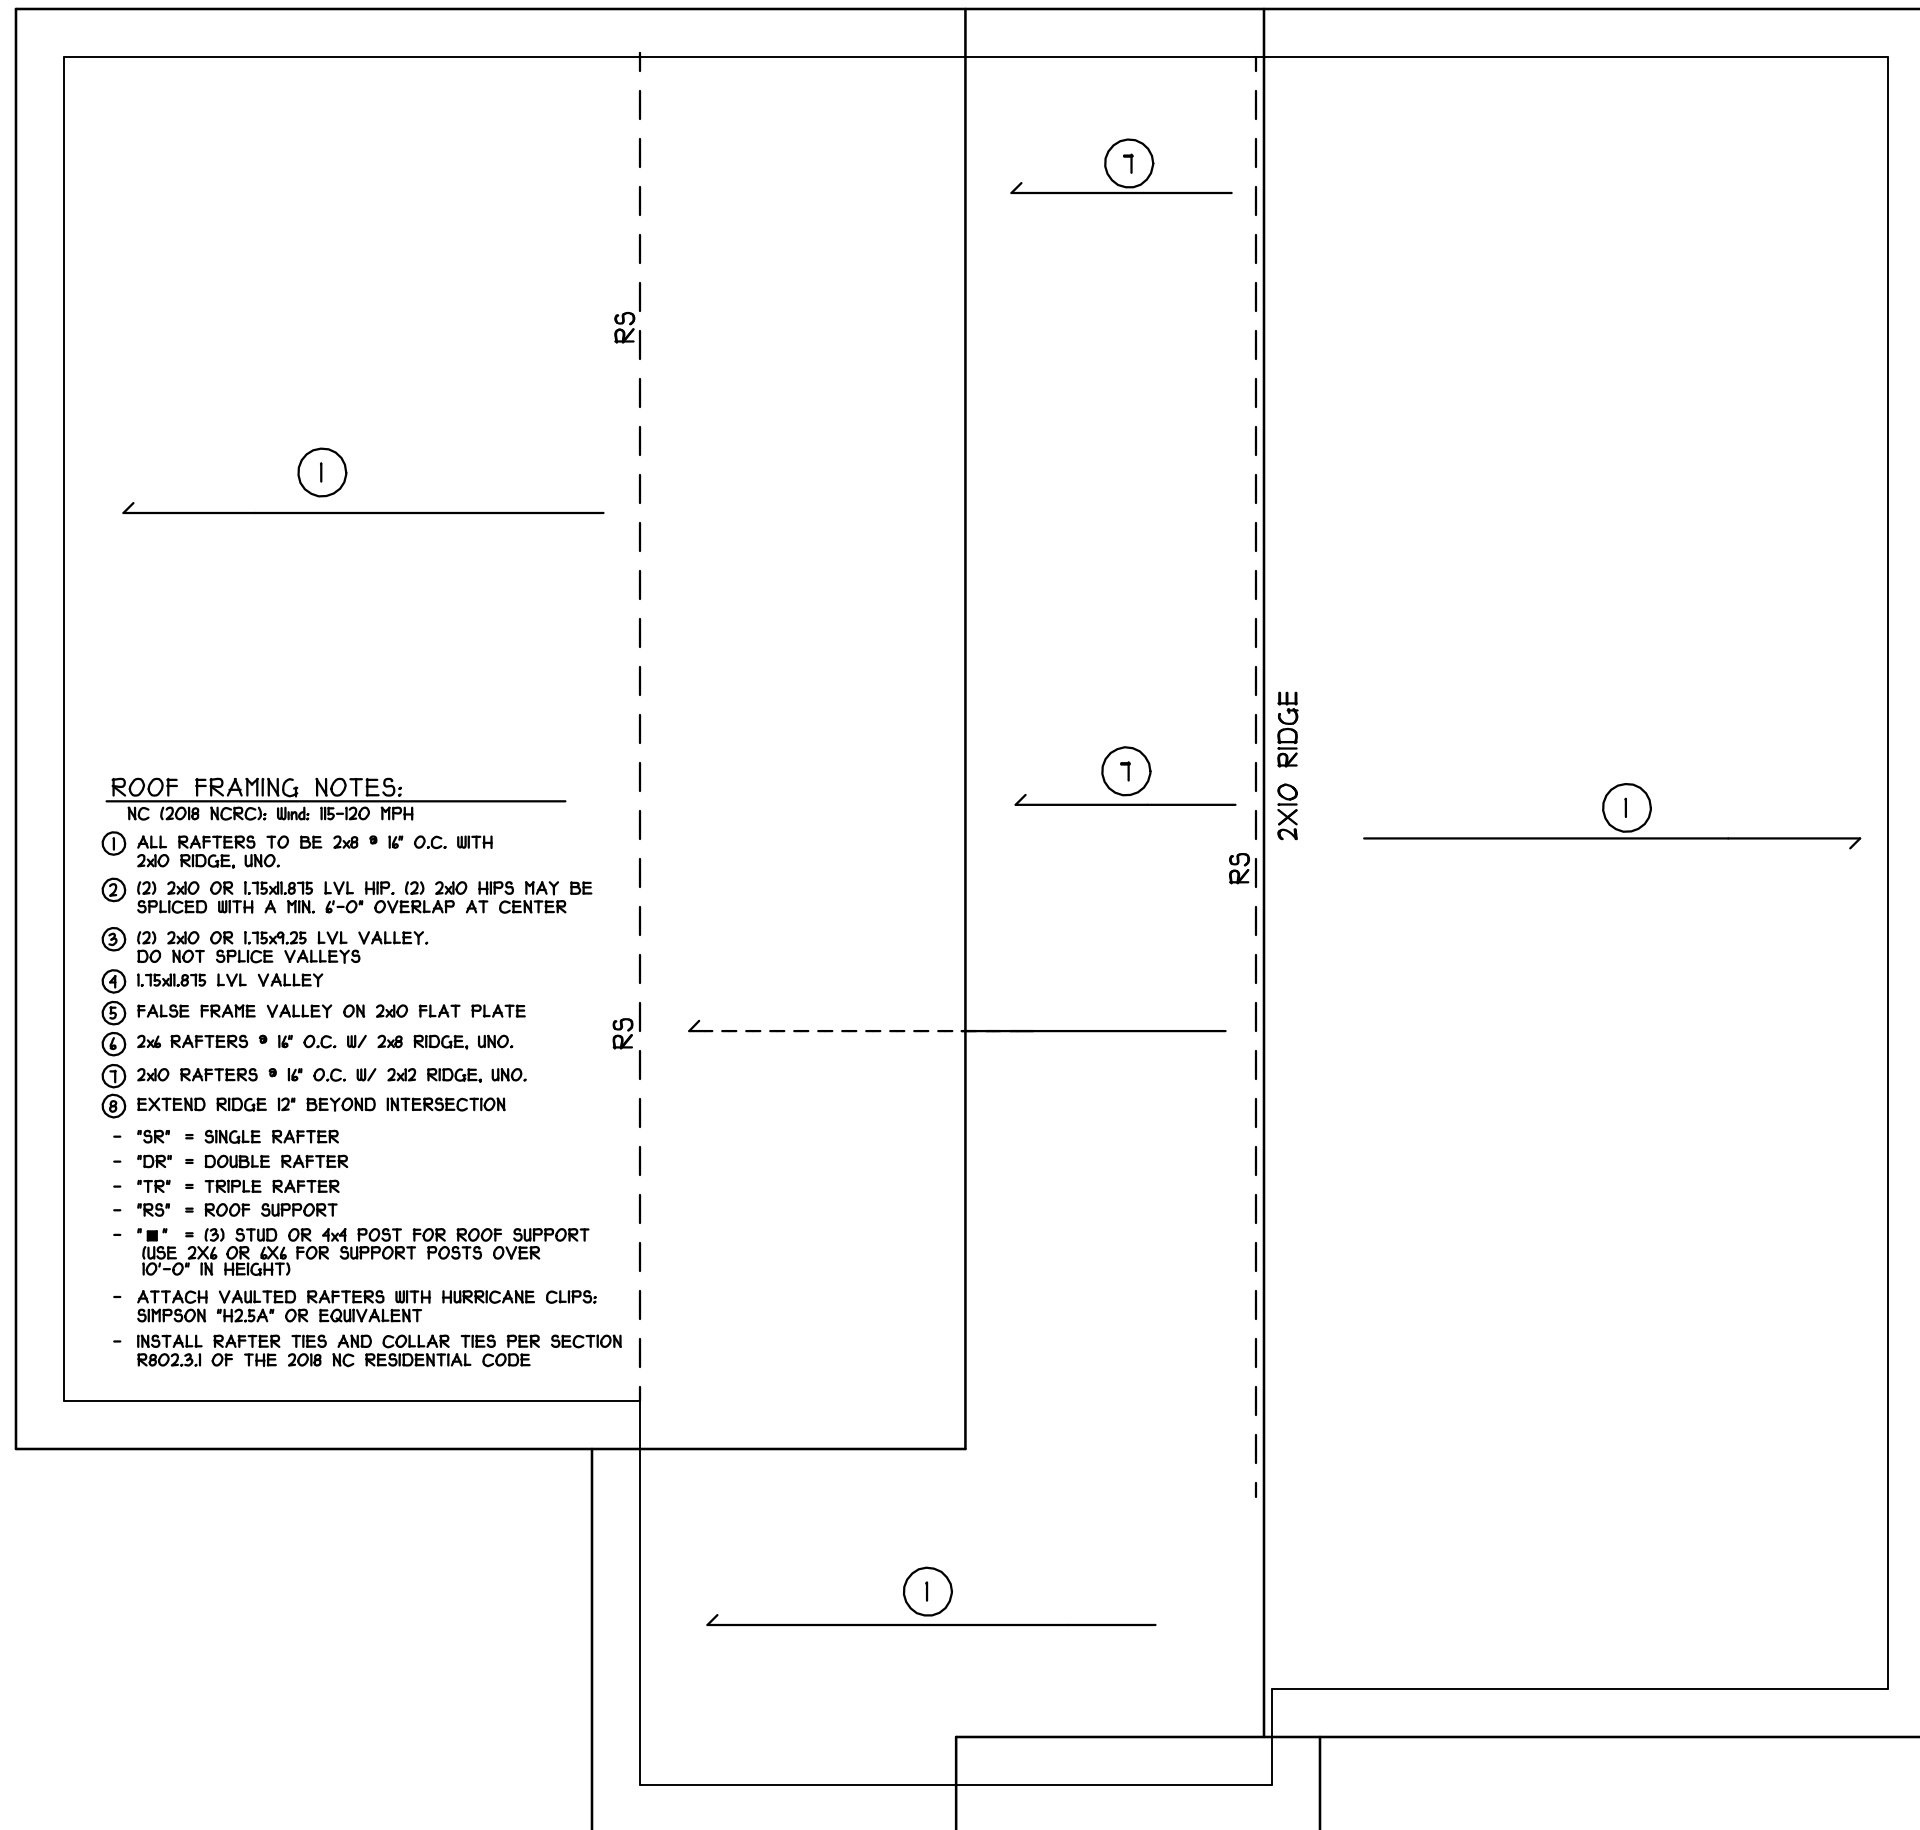 7
RS
1
7
2X10 RIDGE
1
RS
RS
1
ROOF FRAMING NOTES:
NC (2018 NCRC): Wind: 115-120 MPH
1 ALL RAFTERS TO BE 2x8 @ 16" O.C. WITH
2x10 RIDGE, UNO.
2 (2) 2x10 OR 1.75x11.875 LVL HIP. (2) 2x10 HIPS MAY BE
SPLICED WITH A MIN. 6'-0" OVERLAP AT CENTER
3 (2) 2x10 OR 1.75x9.25 LVL VALLEY.
DO NOT SPLICE VALLEYS
4 1.75x11.875 LVL VALLEY
5 FALSE FRAME VALLEY ON 2x10 FLAT PLATE
6 2x6 RAFTERS @ 16" O.C. W/ 2x8 RIDGE, UNO.
7 2x10 RAFTERS @ 16" O.C. W/ 2x12 RIDGE, UNO.
8 EXTEND RIDGE 12" BEYOND INTERSECTION
- "SR" = SINGLE RAFTER
- "DR" = DOUBLE RAFTER
- "TR" = TRIPLE RAFTER
- "RS" = ROOF SUPPORT
- "■" = (3) STUD OR 4x4 POST FOR ROOF SUPPORT
(USE 2X6 OR 6X6 FOR SUPPORT POSTS OVER
10'-0" IN HEIGHT)
- ATTACH VAULTED RAFTERS WITH HURRICANE CLIPS:
SIMPSON "H2.5A" OR EQUIVALENT
- INSTALL RAFTER TIES AND COLLAR TIES PER SECTION
R802.3.1 OF THE 2018 NC RESIDENTIAL CODE